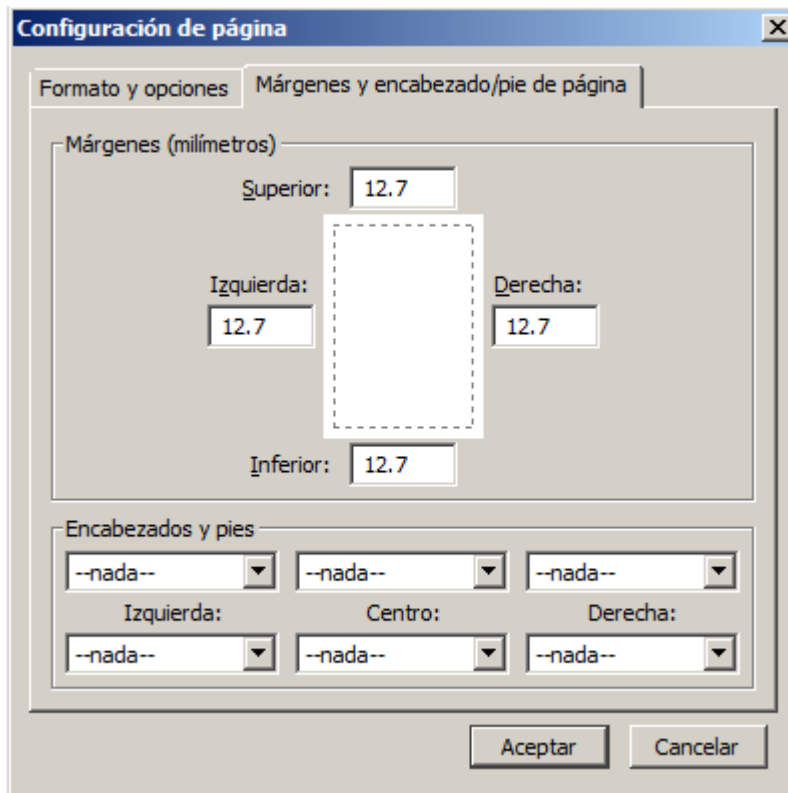 Configuración de página
Formato y opciones Márgenes y encabezado/pie de página
Márgenes (milímetros)
Superior: 12.7
Izquierda: Derecha:
12.7 12.7
Inferior: 12.7
Encabezados y pies
--nada-- --nada-- --nada--
Izquierda: Centro: Derecha:
--nada-- --nada-- --nada--
Aceptar Cancelar